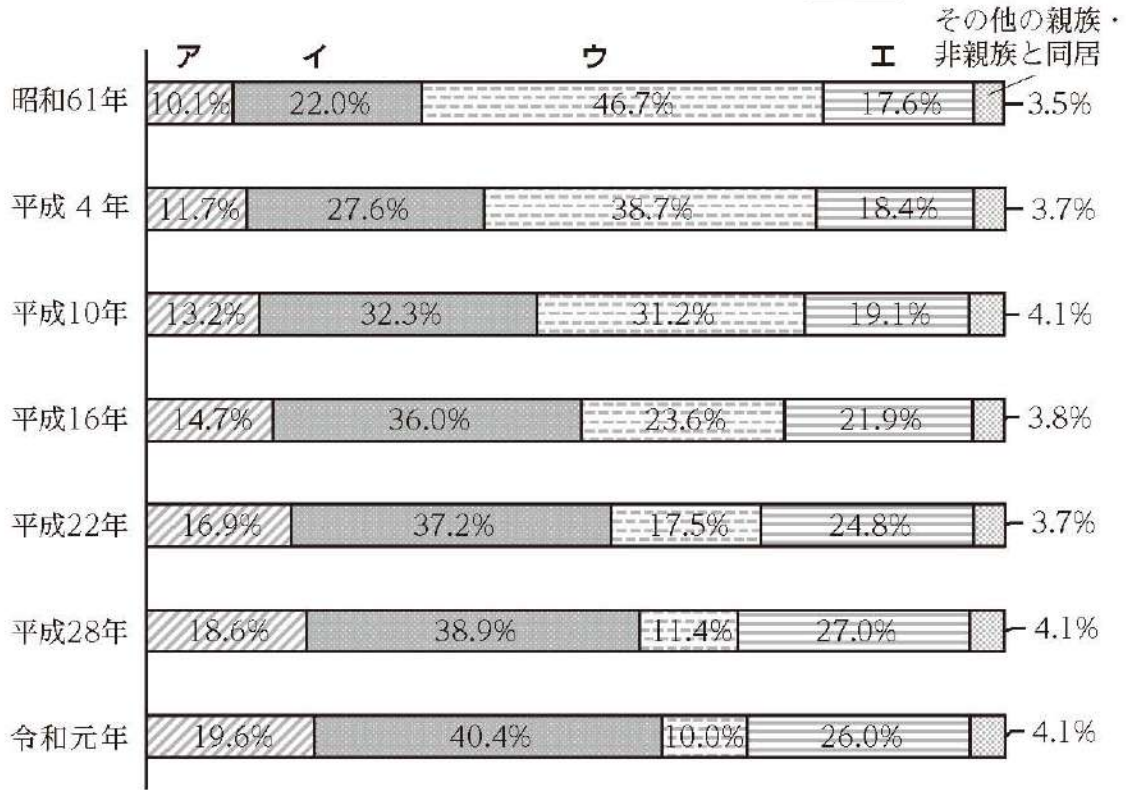 その他の親族・
非親族と同居
ア イ ウ エ
昭和61年 10.1% 22.0% 46.7% 17.6% 3.5%
平成4年 11.7% 27.6% 38.7% 18.4% 3.7%
平成10年 13.2% 32.3% 31.2% 19.1% 4.1%
平成16年 14.7% 36.0% 23.6% 21.9% 3.8%
平成22年 16.9% 37.2% 17.5% 24.8% 3.7%
平成28年 18.6% 38.9% 11.4% 27.0% 4.1%
令和元年 19.6% 40.4% 10.0% 26.0% 4.1%